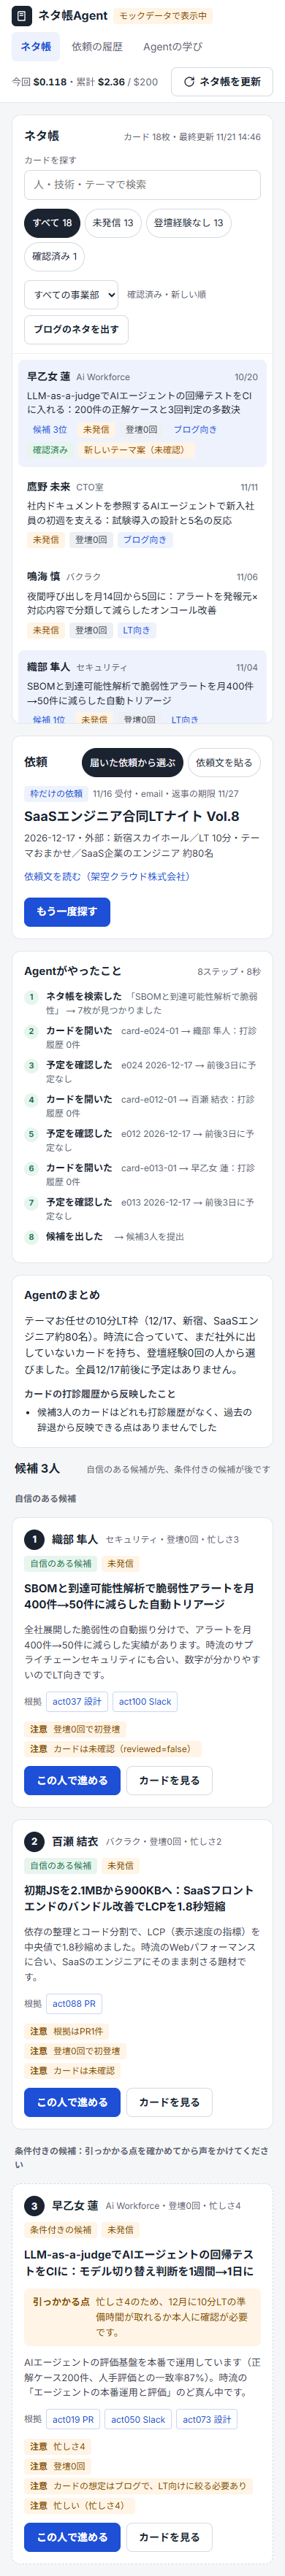 ネタ帳Agent モックデータで表示中
ネタ帳 依頼の履歴 Agentの学び
今回 $0.118・累計 $2.36 / $200 ネタ帳を更新
ネタ帳 カード 18枚・最終更新 11/21 14:46
カードを探す
人・技術・テーマで検索
すべて 18 未発信 13 登壇経験なし 13
確認済み 1
すべての事業部 確認済み・新しい順
ブログのネタを出す
早乙女 蓮 Ai Workforce 10/20
LLM-as-a-judgeでAIエージェントの回帰テストをCI
に入れる：200件の正解ケースと3回判定の多数決
候補 3位 未発信 登壇0回 ブログ向き
確認済み 新しいテーマ案（未確認）
鷹野 未来 CTO室 11/11
社内ドキュメントを参照するAIエージェントで新入社
員の初週を支える：試験導入の設計と5名の反応
未発信 登壇0回 ブログ向き
鳴海 慎 バクラク 11/06
夜間呼び出しを月14回から5回に：アラートを発報元×
対応内容で分類して減らしたオンコール改善
未発信 登壇0回 LT向き
織部 隼人 セキュリティ 11/04
SBOMと到達可能性解析で脆弱性アラートを月400件
→50件に減らした自動トリアージ
候補 1位 未発信 登壇0回 LT向き
依頼 届いた依頼から選ぶ 依頼文を貼る
枠だけの依頼 11/16 受付・email・返事の期限 11/27
SaaSエンジニア合同LTナイト Vol.8
2026-12-17・外部：新宿スカイホール／LT 10分・テー
マおまかせ／SaaS企業のエンジニア 約80名
依頼文を読む（架空クラウド株式会社）
もう一度探す
Agentがやったこと 8ステップ・8秒
1 ネタ帳を検索した 「SBOMと到達可能性解析で脆弱
性」 → 7枚が見つかりました
2 カードを開いた card-e024-01 → 織部 隼人：打診
履歴 0件
3 予定を確認した e024 2026-12-17 → 前後3日に予
定なし
4 カードを開いた card-e012-01 → 百瀬 結衣：打診
履歴 0件
5 予定を確認した e012 2026-12-17 → 前後3日に予
定なし
6 カードを開いた card-e013-01 → 早乙女 蓮：打診
履歴 0件
7 予定を確認した e013 2026-12-17 → 前後3日に予
定なし
8 候補を出した → 候補3人を提出
Agentのまとめ
テーマお任せの10分LT枠（12/17、新宿、SaaSエン
ジニア約80名）。時流に合っていて、まだ社外に出
していないカードを持ち、登壇経験0回の人から選
びました。全員12/17前後に予定はありません。
カードの打診履歴から反映したこと
• 候補3人のカードはどれも打診履歴がなく、過去の
辞退から反映できる点はありませんでした
候補 3人 自信のある候補が先、条件付きの候補が後です
自信のある候補
1 織部 隼人 セキュリティ・登壇0回・忙しさ3
自信のある候補 未発信
SBOMと到達可能性解析で脆弱性アラートを月
400件→50件に減らした自動トリアージ
全社展開した脆弱性の自動振り分けで、アラートを月
400件→50件に減らした実績があります。時流のサプ
ライチェーンセキュリティにも合い、数字が分かりやす
いのでLT向きです。
根拠 act037 設計 act100 Slack
注意 登壇0回で初登壇
注意 カードは未確認（reviewed=false）
この人で進める カードを見る
2 百瀬 結衣 バクラク・登壇0回・忙しさ2
自信のある候補 未発信
初期JSを2.1MBから900KBへ：SaaSフロント
エンドのバンドル改善でLCPを1.8秒短縮
依存の整理とコード分割で、LCP（表示速度の指標）を
中央値で1.8秒縮めました。時流のWebパフォーマンス
に合い、SaaSのエンジニアにそのまま刺さる題材で
す。
根拠 act088 PR
注意 根拠はPR1件
注意 登壇0回で初登壇
注意 カードは未確認
この人で進める カードを見る
条件付きの候補：引っかかる点を確かめてから声をかけてくださ
い
3 早乙女 蓮 Ai Workforce・登壇0回・忙しさ4
条件付きの候補 未発信
LLM-as-a-judgeでAIエージェントの回帰テス
トをCIに：モデル切り替え判断を1週間→1日に
引っかかる点 忙しさ4のため、12月に10分LTの準
備時間が取れるか本人に確認が必要
です。
AIエージェントの評価基盤を本番で運用しています（正
解ケース200件、人手評価との一致率87%）。時流の
「エージェントの本番運用と評価」のど真ん中です。
根拠 act019 PR act050 Slack act073 設計
注意 忙しさ4
注意 登壇0回
注意 カードの想定はブログで、LT向けに絞る必要あり
注意 忙しい（忙しさ4）
この人で進める カードを見る